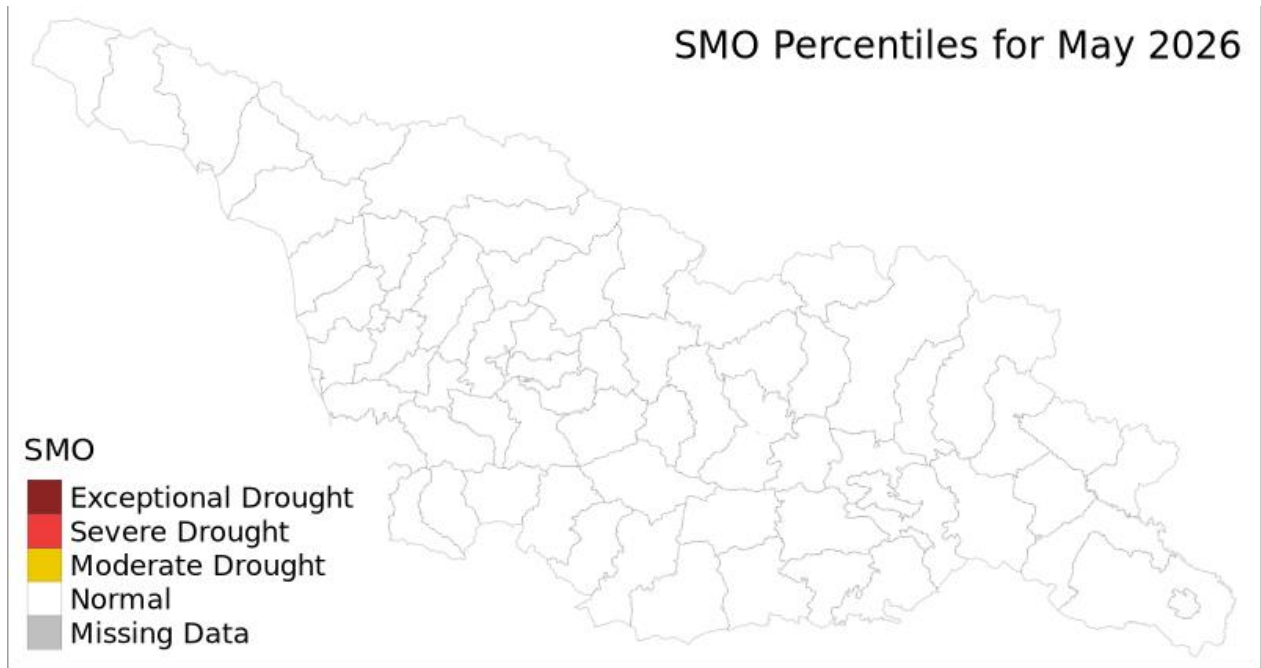 SMO Percentiles for May 2026
SMO
Exceptional Drought
Severe Drought
Moderate Drought
Normal
Missing Data